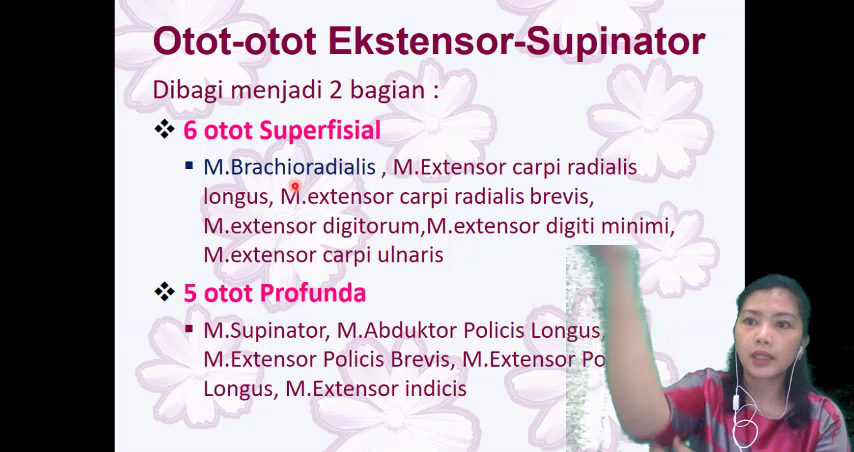 Otot-otot Ekstensor-Supinator
Dibagi menjadi 2 bagian :
❖ 6 otot Superfisial
▪ M.Brachioradialis , M.Extensor carpi radialis
longus, M.extensor carpi radialis brevis,
M.extensor digitorum,M.extensor digiti minimi,
M.extensor carpi ulnaris
❖ 5 otot Profunda
▪ M.Supinator, M.Abduktor Policis Longus,
M.Extensor Policis Brevis, M.Extensor Po
Longus, M.Extensor indicis